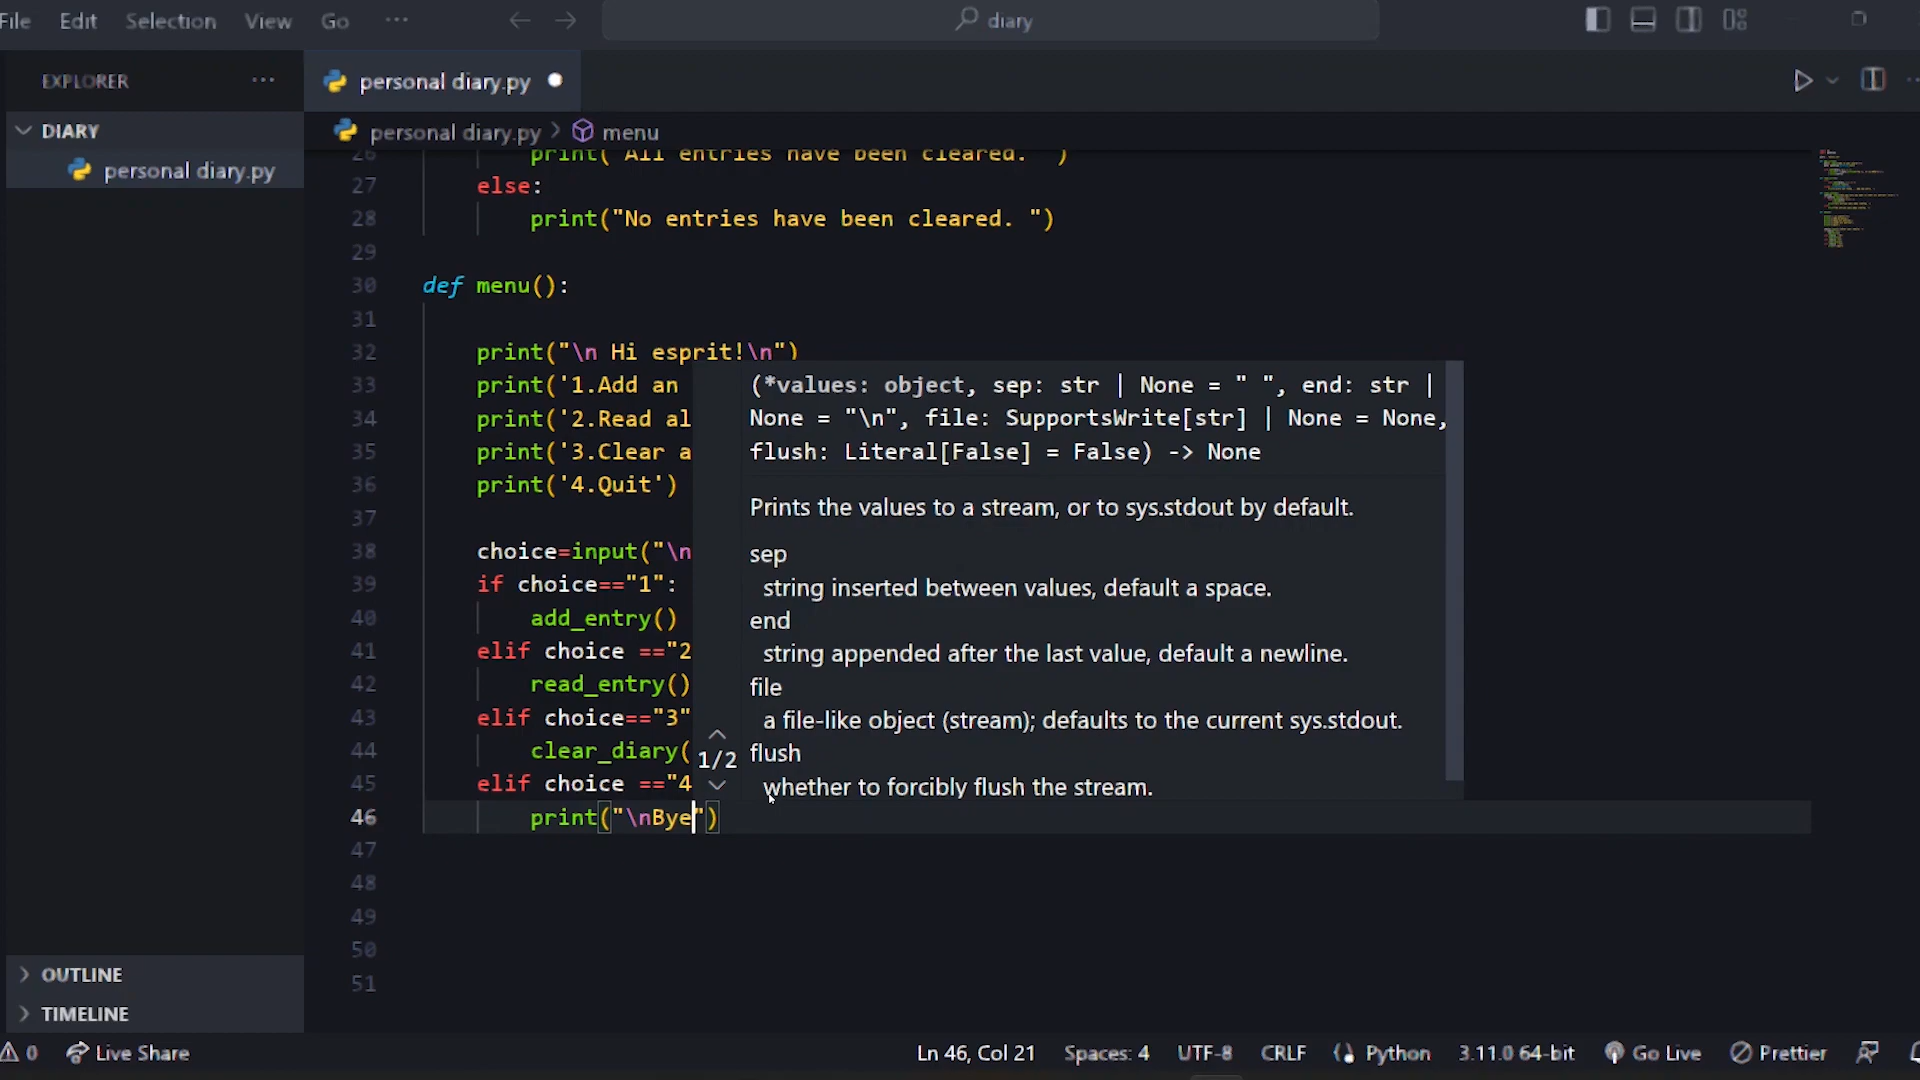 File Edit Selection View Go ··· diary
EXPLORER ···
personal diary.py
DIARY
personal diary.py
personal diary.py > menu
26 print( All entries have been cleared. ")
27 else:
28 print("No entries have been cleared. ")
29
30 def menu():
31
32 print("\n Hi esprit!\n")
33 print('1.Add an
34 print('2.Read al
35 print('3.Clear a
36 print('4.Quit')
37
38 choice=input("\n
39 if choice=="1":
40 add_entry()
41 elif choice =="2
42 read_entry()
43 elif choice=="3"
44 clear_diary(
45 elif choice =="4
46 print("\nBye")
47
48
49
50
51
(*values: object, sep: str | None = " ", end: str |
None = "\n", file: SupportsWrite[str] | None = None,
flush: Literal[False] = False) -> None
Prints the values to a stream, or to sys.stdout by default.
sep
string inserted between values, default a space.
end
string appended after the last value, default a newline.
file
a file-like object (stream); defaults to the current sys.stdout.
1/2
flush
whether to forcibly flush the stream.
OUTLINE
TIMELINE
0 Live Share Ln 46, Col 21 Spaces: 4 UTF-8 CRLF Python 3.11.0 64-bit Go Live Prettier